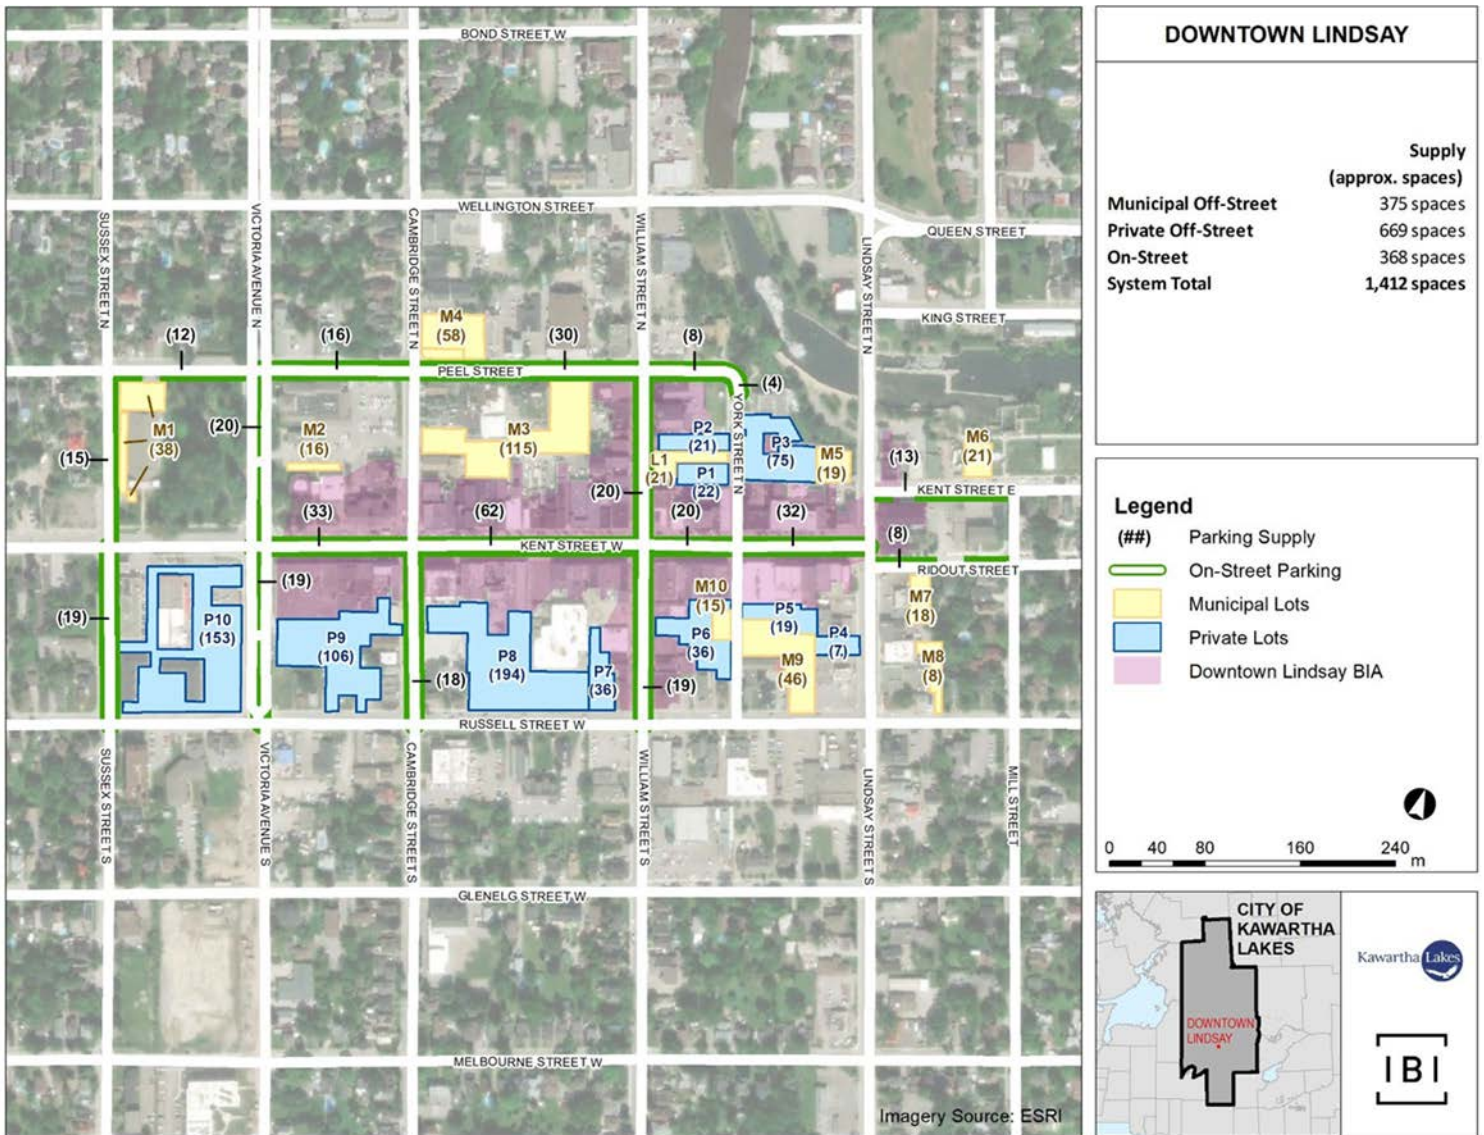 BOND STREET W
WELLINGTON STREET
QUEEN STREET
KING STREET
SUSSEX STREET N
VICTORIA AVENUE N
CAMBRIDGE STREET N
WILLIAM STREET N
LINDSAY STREET N
M4
(58)
(12)
(16)
(30)
(8)
PEEL STREET
(4)
YORK STREET N
(20)
M1
(38)
M2
(16)
M3
(115)
P2
(21)
P3
(75)
M5
(19)
M6
(21)
(15)
L1
(21)
P1
(22)
(13)
KENT STREET E
(20)
(33)
(62)
(20)
(32)
(8)
KENT STREET W
RIDOUT STREET
(19)
(19)
P10
(153)
P9
(106)
P8
(194)
P7
(36)
M10
(15)
P6
(36)
P5
(19)
P4
(7)
M9
(46)
M7
(18)
M8
(8)
(18)
(19)
RUSSELL STREET W
SUSSEX STREET S
VICTORIA AVENUE S
CAMBRIDGE STREET S
WILLIAM STREET S
LINDSAY STREET S
MILL STREET
GLENELG STREET W
MELBOURNE STREET W
Imagery Source: ESRI
DOWNTOWN LINDSAY
Supply
(approx. spaces)
Municipal Off-Street 375 spaces
Private Off-Street 669 spaces
On-Street 368 spaces
System Total 1,412 spaces
Legend
(##) Parking Supply
On-Street Parking
Municipal Lots
Private Lots
Downtown Lindsay BIA
0 40 80 160 240 m
CITY OF
KAWARTHA
LAKES
DOWNTOWN
LINDSAY
Kawartha Lakes
IBI